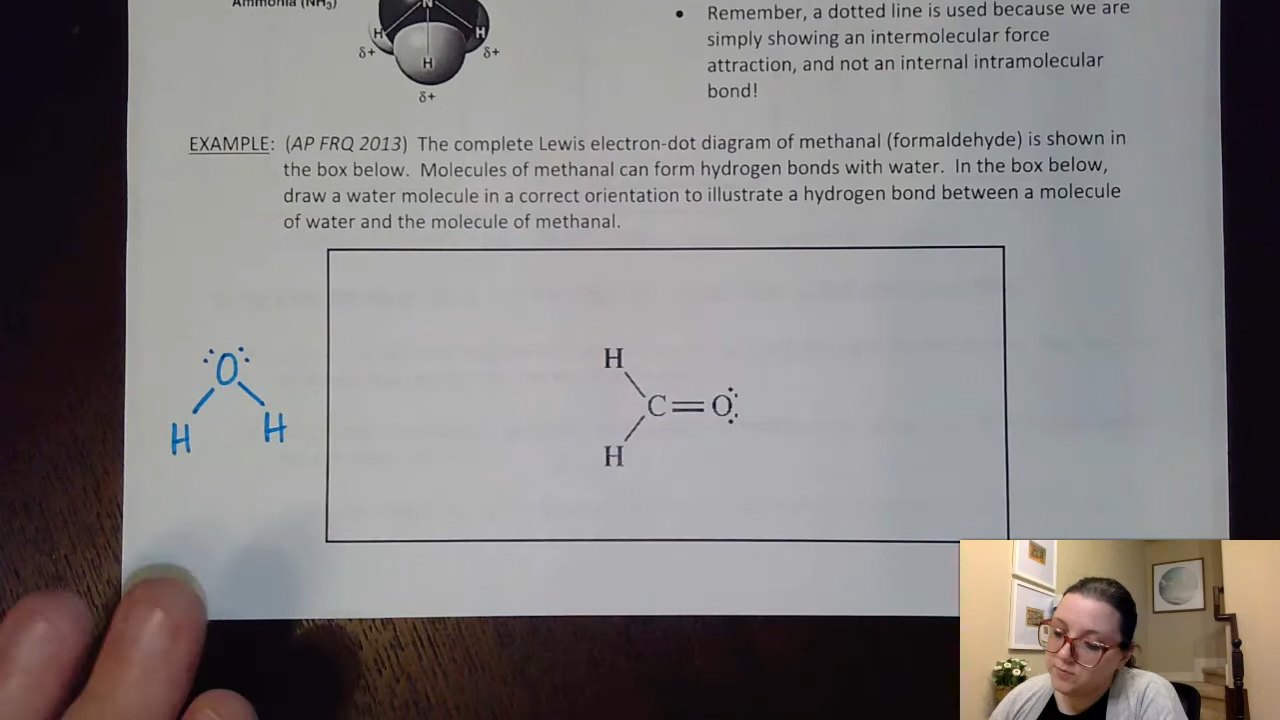 Ammonia (NH₃)
N
H
H
δ+
δ+
H
δ+
• Remember, a dotted line is used because we are
simply showing an intermolecular force
attraction, and not an internal intramolecular
bond!
EXAMPLE: (AP FRQ 2013) The complete Lewis electron-dot diagram of methanal (formaldehyde) is shown in
the box below. Molecules of methanal can form hydrogen bonds with water. In the box below,
draw a water molecule in a correct orientation to illustrate a hydrogen bond between a molecule
of water and the molecule of methanal.
O
H
H
H
C=O
H